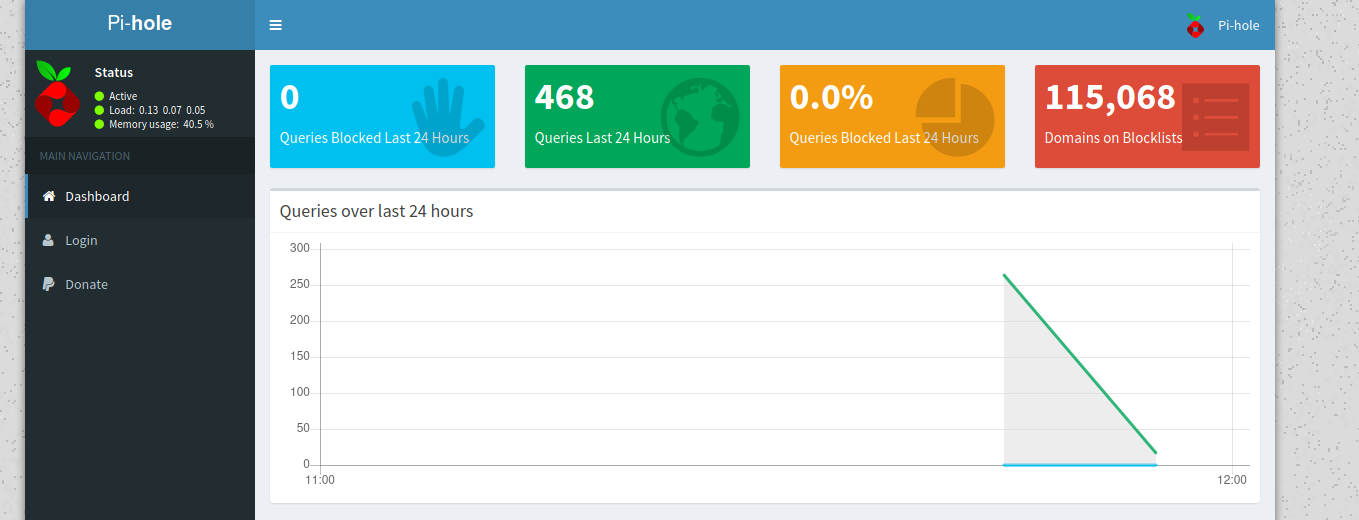 Pi-hole
Pi-hole
Status
Active
Load: 0.13 0.07 0.05
Memory usage: 40.5 %
MAIN NAVIGATION
Dashboard
Login
Donate
0
Queries Blocked Last 24 Hours
468
Queries Last 24 Hours
0.0%
Queries Blocked Last 24 Hours
115,068
Domains on Blocklists
Queries over last 24 hours
300
250
200
150
100
50
0
11:00
12:00